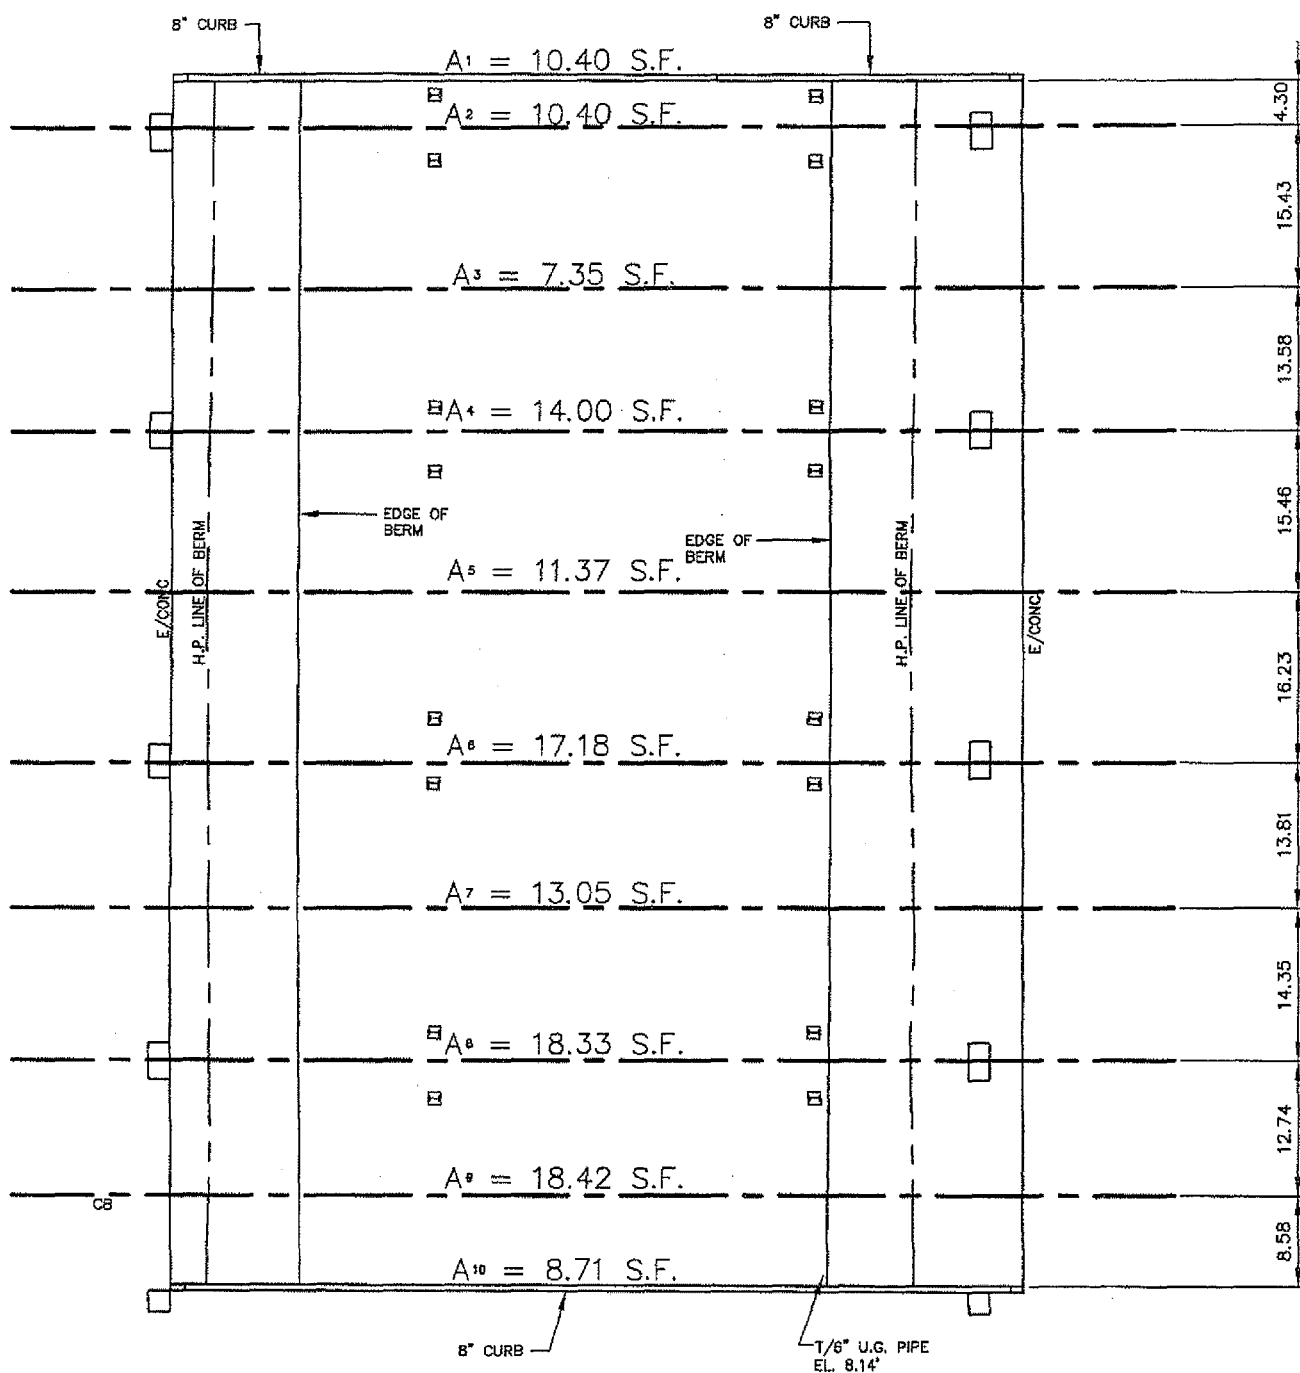 8" CURB
8" CURB
A1 = 10.40 S.F.
4.30
A2 = 10.40 S.F.
15.43
A3 = 7.35 S.F.
13.58
A4 = 14.00 S.F.
15.46
EDGE OF
BERM
EDGE OF
BERM
A5 = 11.37 S.F.
E/CONC
H.P. LINE OF BERM
H.P. LINE OF BERM
E/CONC
16.23
A6 = 17.18 S.F.
13.81
A7 = 13.05 S.F.
14.35
A8 = 18.33 S.F.
12.74
A9 = 18.42 S.F.
CB
8.58
A10 = 8.71 S.F.
8" CURB
T/6" U.G. PIPE
EL. 8.14'